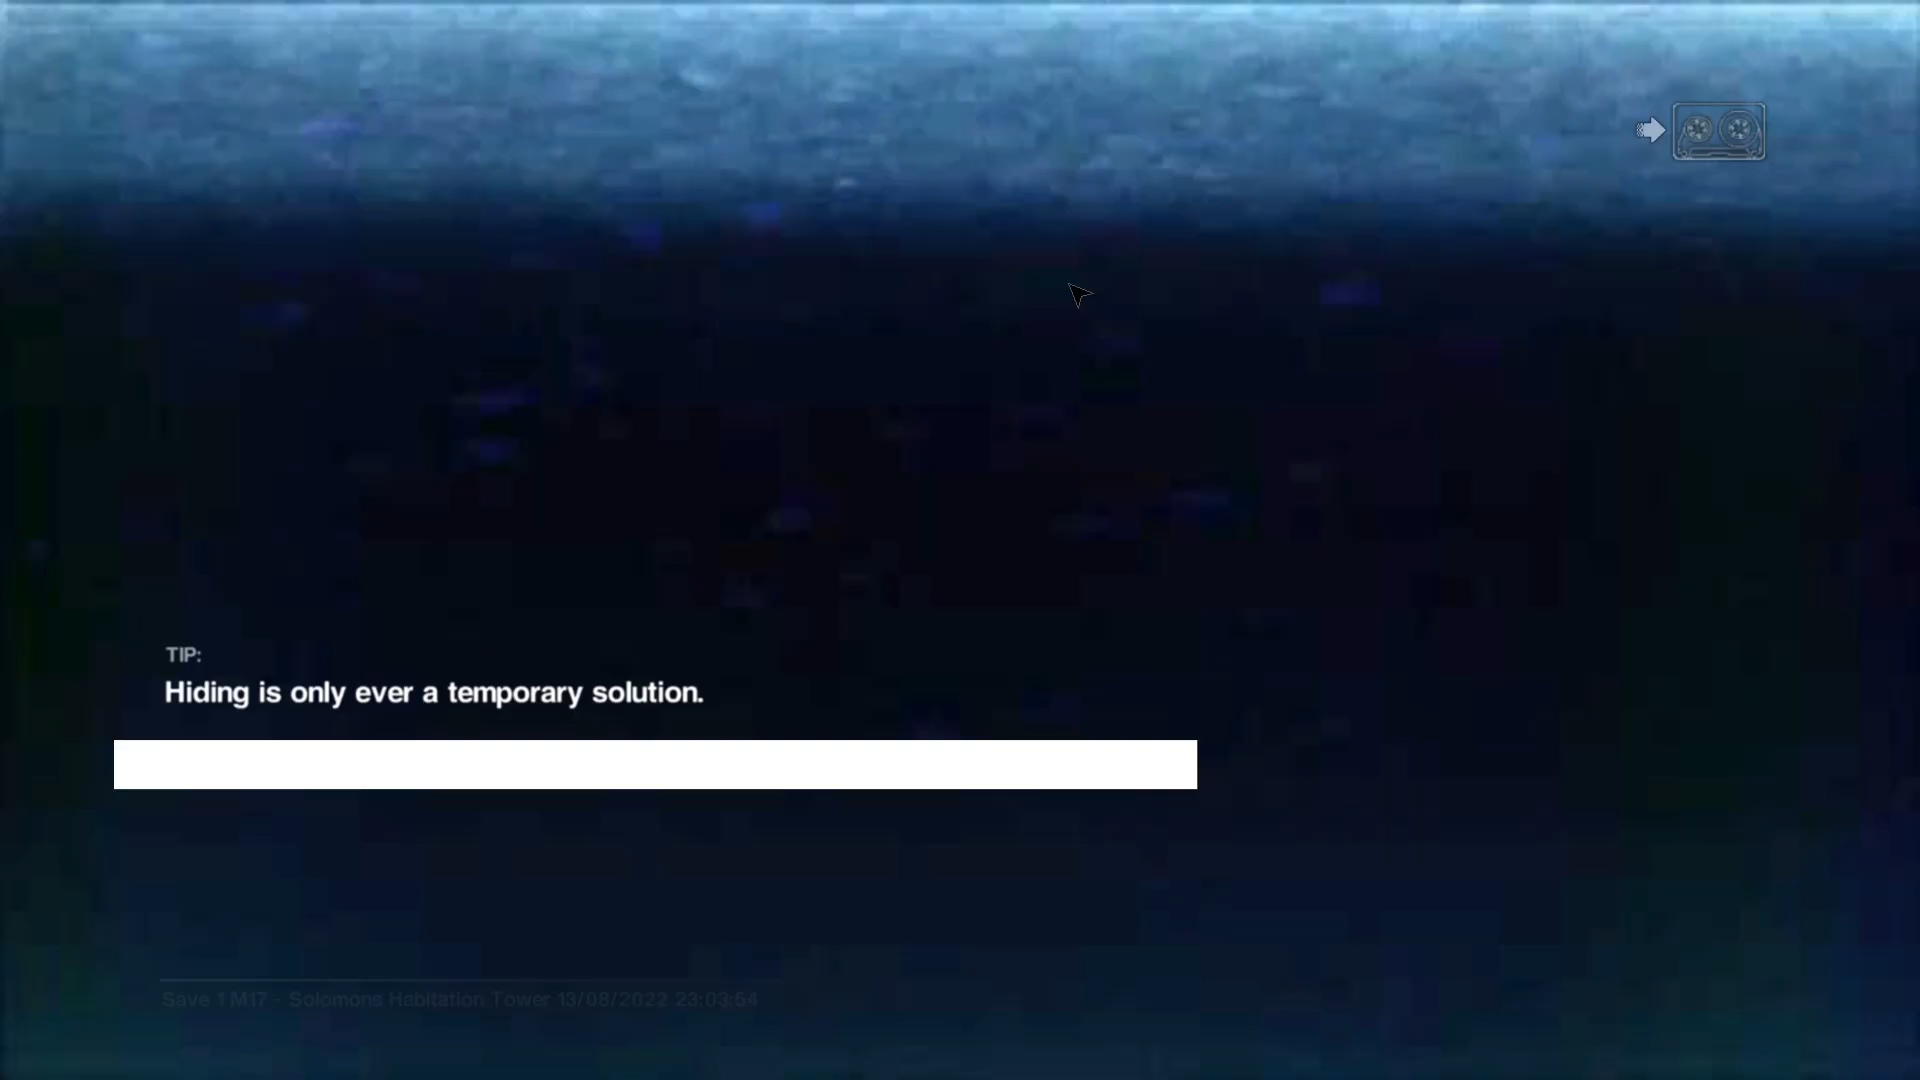 TIP:
Hiding is only ever a temporary solution.
Save 1 M17 - Solomons Habitation Tower 13/08/2022 23:03:54